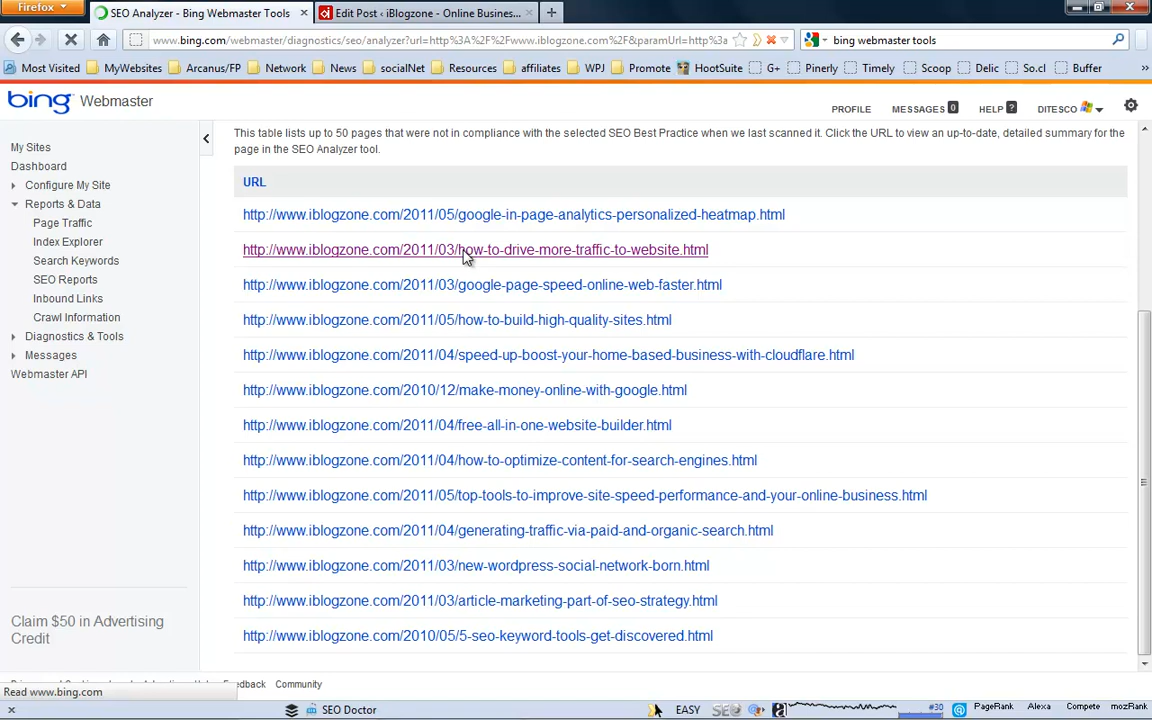 Firefox
SEO Analyzer - Bing Webmaster Tools
Edit Post ‹ iBlogzone - Online Busines...
www.bing.com/webmaster/diagnostics/seo/analyzer?url=http%3A%2F%2Fwww.iblogzone.com%2F&paramUrl=http%3a
bing webmaster tools
Most Visited MyWebsites Arcanus/FP Network News socialNet Resources affiliates WPJ Promote HootSuite G+ Pinerly Timely Scoop Delic So.cl Buffer »
bing Webmaster
PROFILE MESSAGES 0 HELP ? DITESCO
My Sites
Dashboard
Configure My Site
Reports & Data
Page Traffic
Index Explorer
Search Keywords
SEO Reports
Inbound Links
Crawl Information
Diagnostics & Tools
Messages
Webmaster API
Claim $50 in Advertising
Credit
This table lists up to 50 pages that were not in compliance with the selected SEO Best Practice when we last scanned it. Click the URL to view an up-to-date, detailed summary for the
page in the SEO Analyzer tool.
URL
http://www.iblogzone.com/2011/05/google-in-page-analytics-personalized-heatmap.html
http://www.iblogzone.com/2011/03/how-to-drive-more-traffic-to-website.html
http://www.iblogzone.com/2011/03/google-page-speed-online-web-faster.html
http://www.iblogzone.com/2011/05/how-to-build-high-quality-sites.html
http://www.iblogzone.com/2011/04/speed-up-boost-your-home-based-business-with-cloudflare.html
http://www.iblogzone.com/2010/12/make-money-online-with-google.html
http://www.iblogzone.com/2011/04/free-all-in-one-website-builder.html
http://www.iblogzone.com/2011/04/how-to-optimize-content-for-search-engines.html
http://www.iblogzone.com/2011/05/top-tools-to-improve-site-speed-performance-and-your-online-business.html
http://www.iblogzone.com/2011/04/generating-traffic-via-paid-and-organic-search.html
http://www.iblogzone.com/2011/03/new-wordpress-social-network-born.html
http://www.iblogzone.com/2011/03/article-marketing-part-of-seo-strategy.html
http://www.iblogzone.com/2010/05/5-seo-keyword-tools-get-discovered.html
edback Community
Read www.bing.com
SEO Doctor EASY SEO #30 PageRank Alexa Compete mozRank